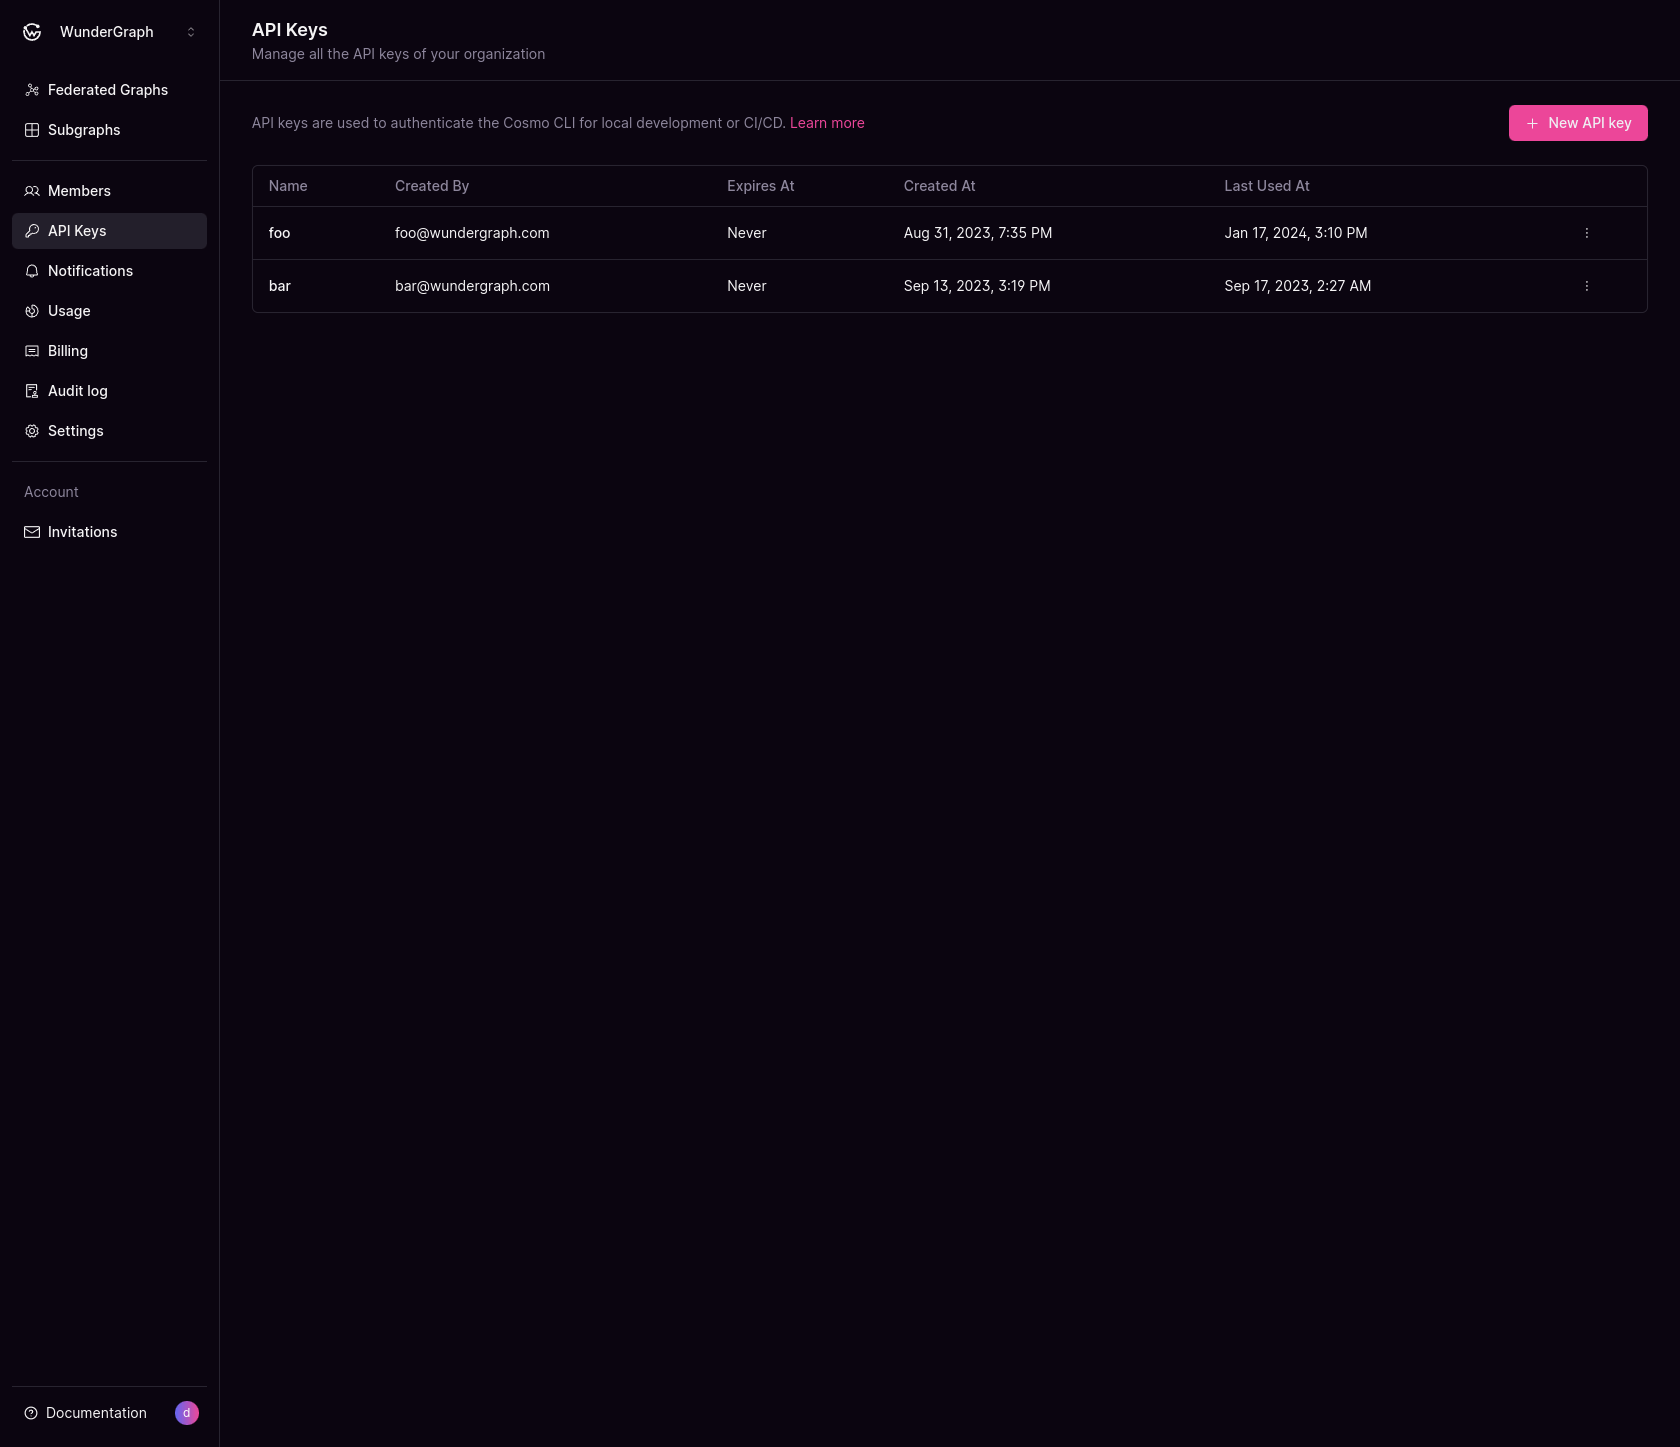 WunderGraph
Federated Graphs
Subgraphs
Members
API Keys
Notifications
Usage
Billing
Audit log
Settings
Account
Invitations
Documentation
d
API Keys
Manage all the API keys of your organization
API keys are used to authenticate the Cosmo CLI for local development or CI/CD. Learn more
New API key
Name Created By Expires At Created At Last Used At
foo foo@wundergraph.com Never Aug 31, 2023, 7:35 PM Jan 17, 2024, 3:10 PM
bar bar@wundergraph.com Never Sep 13, 2023, 3:19 PM Sep 17, 2023, 2:27 AM